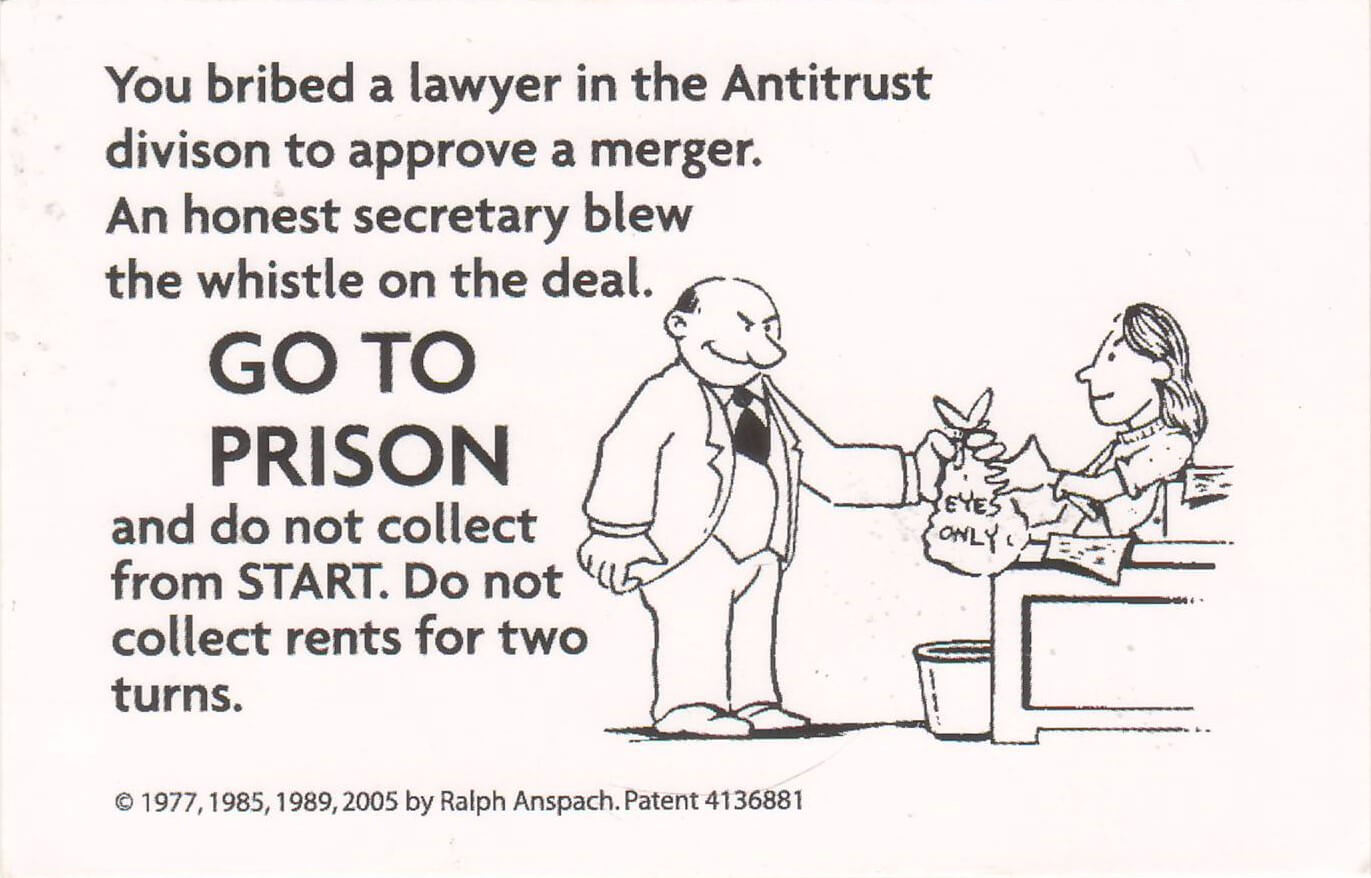 You bribed a lawyer in the Antitrust
divison to approve a merger.
An honest secretary blew
the whistle on the deal.
GO TO
PRISON
and do not collect
from START. Do not
collect rents for two
turns.
EYES
ONLY
© 1977, 1985, 1989, 2005 by Ralph Anspach. Patent 4136881